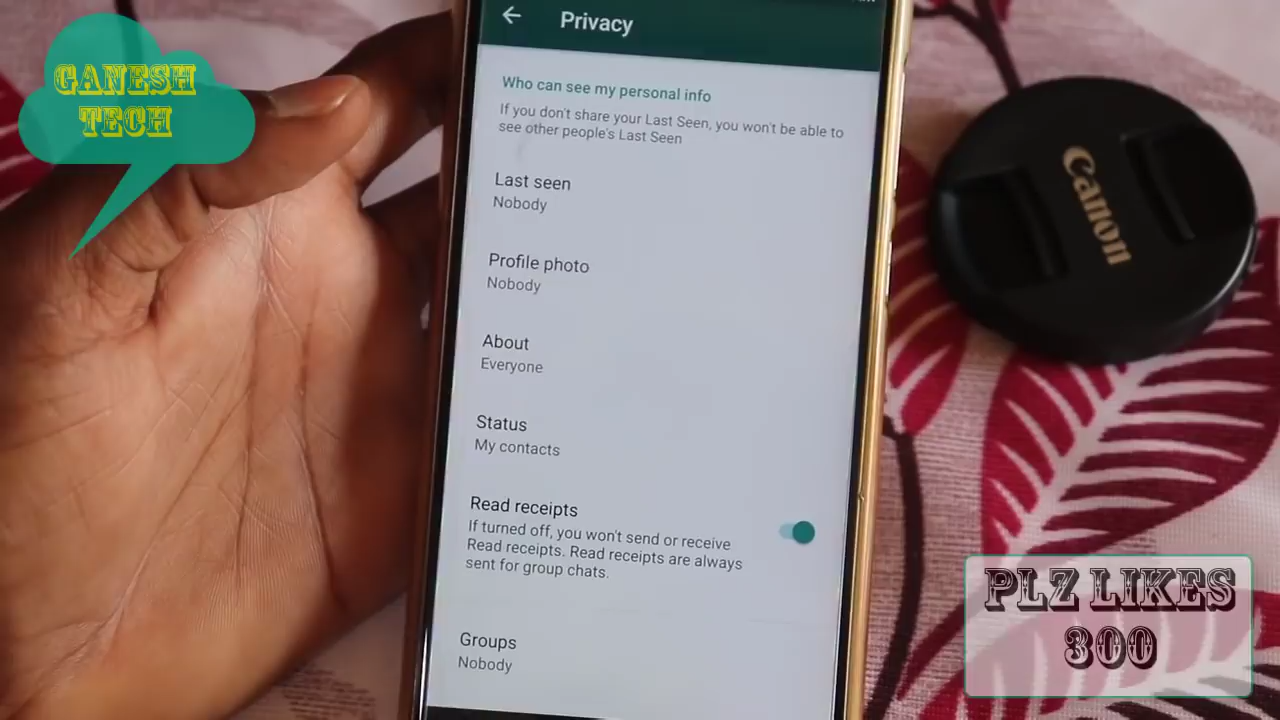 GANESH
TECH
Privacy
Who can see my personal info
If you don't share your Last Seen, you won't be able to
see other people's Last Seen
Last seen
Nobody
Profile photo
Nobody
About
Everyone
Status
My contacts
Read receipts
If turned off, you won't send or receive
Read receipts. Read receipts are always
sent for group chats.
Groups
Nobody
Canon
PLZ LIKES
300